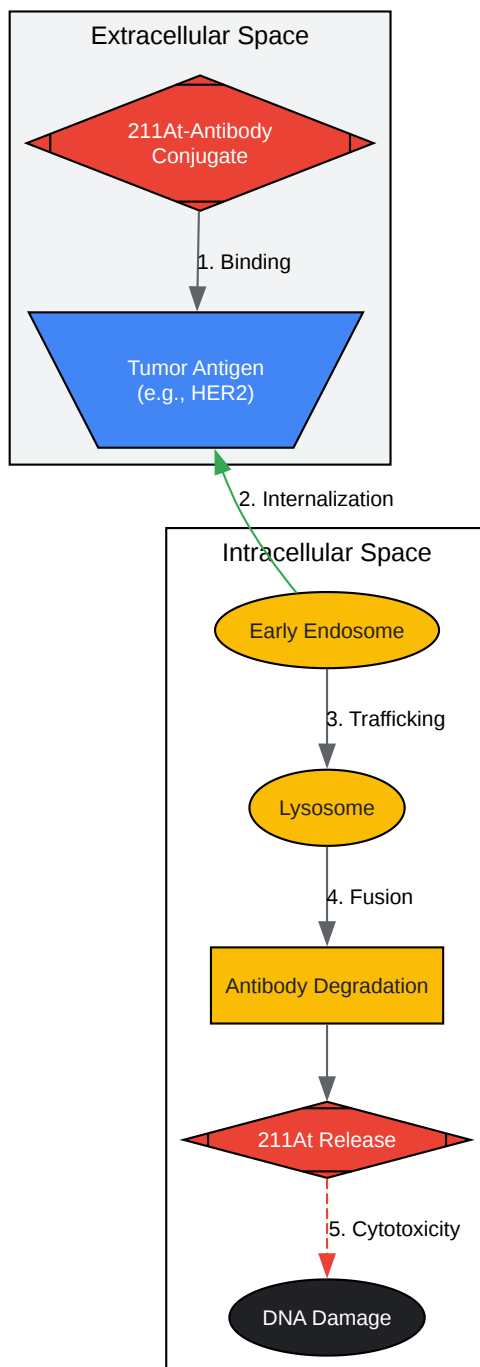 Extracellular Space
211At-Antibody
Conjugate
1. Binding
Tumor Antigen
(e.g., HER2)
2. Internalization
Intracellular Space
Early Endosome
3. Trafficking
Lysosome
4. Fusion
Antibody Degradation
211At Release
5. Cytotoxicity
DNA Damage